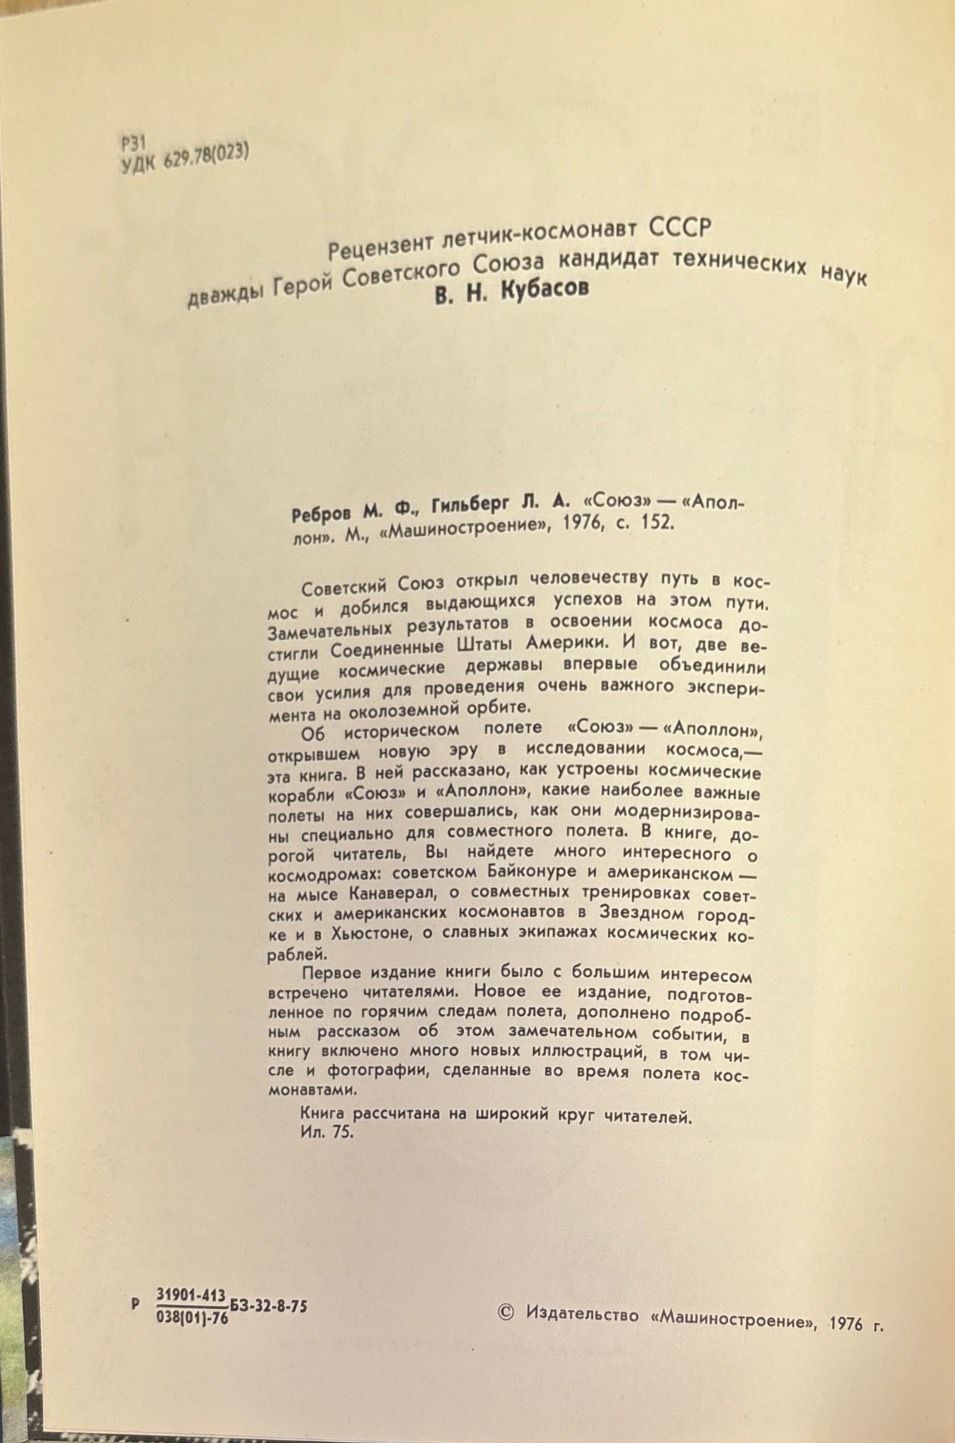 Р31
УДК 629.78(023)
Рецензент летчик-космонавт СССР
дважды Герой Советского Союза кандидат технических наук
В. Н. Кубасов
Ребров М. Ф., Гильберг Л. А. «Союз» — «Апол-
лон». М., «Машиностроение», 1976, с. 152.
Советский Союз открыл человечеству путь в кос-
мос и добился выдающихся успехов на этом пути.
Замечательных результатов в освоении космоса до-
стигли Соединенные Штаты Америки. И вот, две ве-
дущие космические державы впервые объединили
свои усилия для проведения очень важного экспери-
мента на околоземной орбите.
Об историческом полете «Союз» — «Аполлон»,
открывшем новую эру в исследовании космоса,—
эта книга. В ней рассказано, как устроены космические
корабли «Союз» и «Аполлон», какие наиболее важные
полеты на них совершались, как они модернизирова-
ны специально для совместного полета. В книге, до-
рогой читатель, Вы найдете много интересного о
космодромах: советском Байконуре и американском —
на мысе Канаверал, о совместных тренировках совет-
ских и американских космонавтов в Звездном город-
ке и в Хьюстоне, о славных экипажах космических ко-
раблей.
Первое издание книги было с большим интересом
встречено читателями. Новое ее издание, подготов-
ленное по горячим следам полета, дополнено подроб-
ным рассказом об этом замечательном событии, в
книгу включено много новых иллюстраций, в том чи-
сле и фотографии, сделанные во время полета кос-
монавтами.
Книга рассчитана на широкий круг читателей.
Ил. 75.
Р 31901-413
038(01)-76 БЗ-32-8-75
© Издательство «Машиностроение», 1976 г.